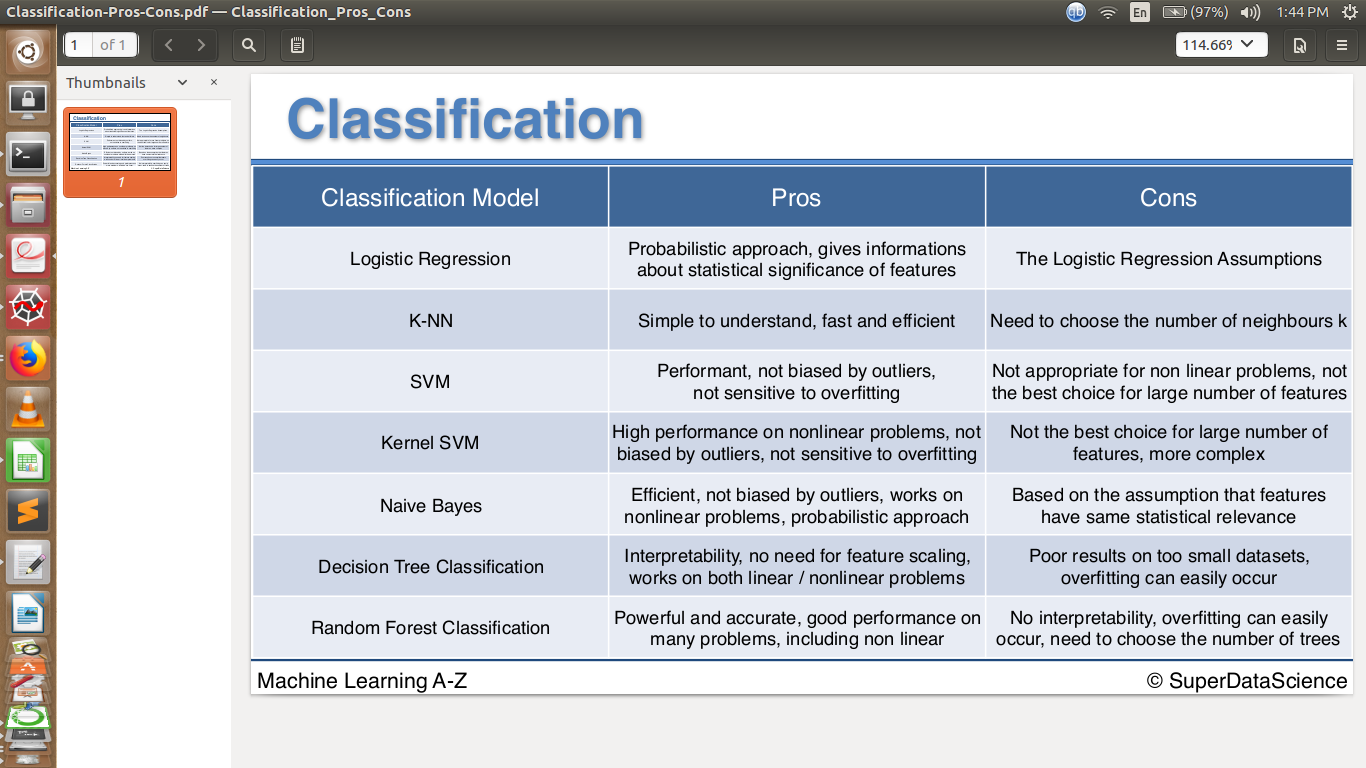 Classification-Pros-Cons.pdf — Classification_Pros_Cons
En (97%) 1:44 PM
1 of 1
114.66%
Thumbnails
1
Classification
Classification Model Pros Cons
Logistic Regression
Probabilistic approach, gives informations
about statistical significance of features
The Logistic Regression Assumptions
K-NN
Simple to understand, fast and efficient
Need to choose the number of neighbours k
SVM
Performant, not biased by outliers,
not sensitive to overfitting
Not appropriate for non linear problems, not
the best choice for large number of features
Kernel SVM
High performance on nonlinear problems, not
biased by outliers, not sensitive to overfitting
Not the best choice for large number of
features, more complex
Naive Bayes
Efficient, not biased by outliers, works on
nonlinear problems, probabilistic approach
Based on the assumption that features
have same statistical relevance
Decision Tree Classification
Interpretability, no need for feature scaling,
works on both linear / nonlinear problems
Poor results on too small datasets,
overfitting can easily occur
Random Forest Classification
Powerful and accurate, good performance on
many problems, including non linear
No interpretability, overfitting can easily
occur, need to choose the number of trees
Machine Learning A-Z
© SuperDataScience